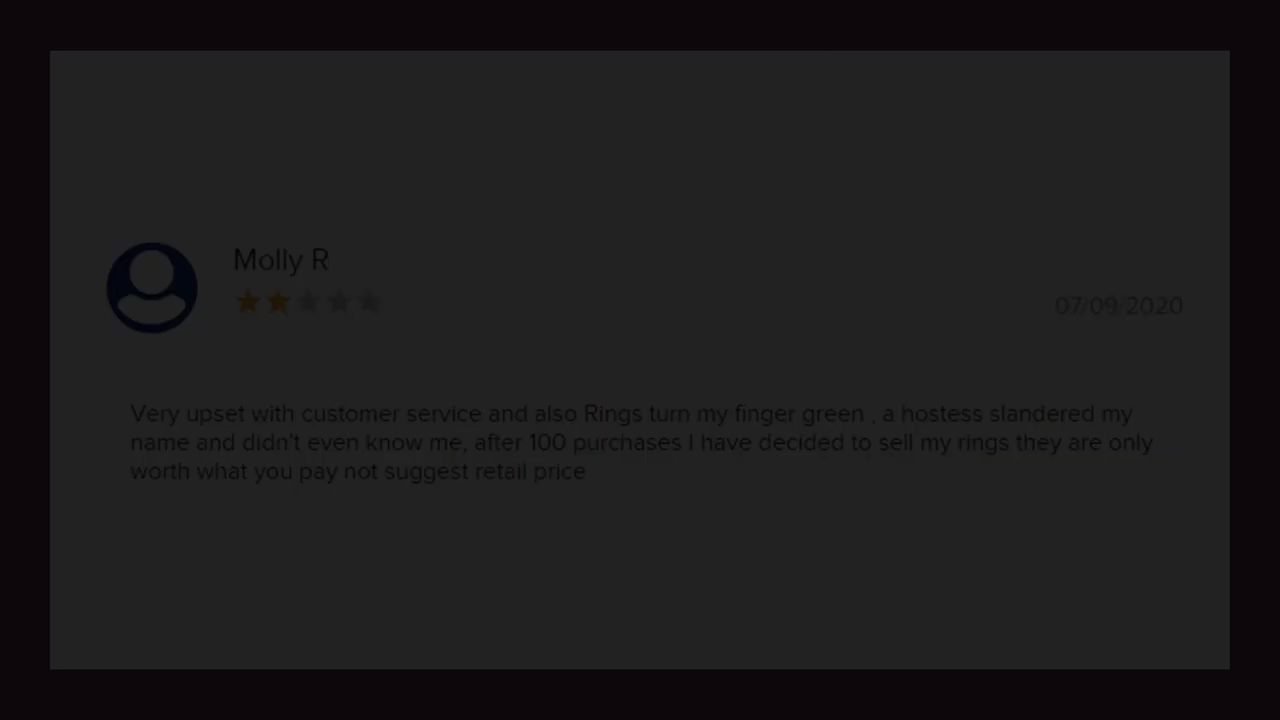 Molly R
07/09/2020
Very upset with customer service and also Rings turn my finger green , a hostess slandered my
name and didn't even know me, after 100 purchases I have decided to sell my rings they are only
worth what you pay not suggest retail price